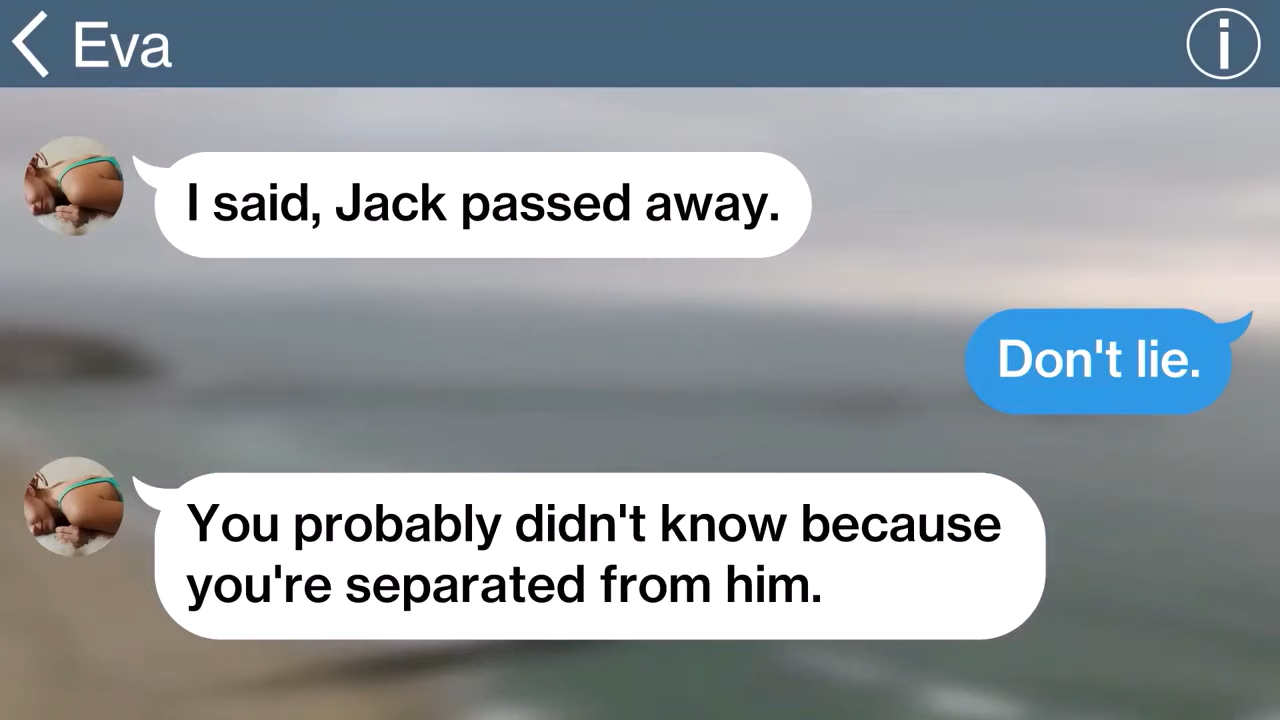 Eva
I said, Jack passed away.
Don't lie.
You probably didn't know because
you're separated from him.